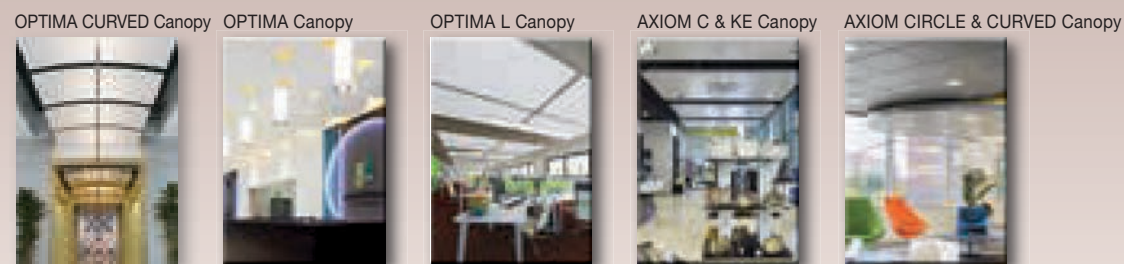 OPTIMA CURVED Canopy
OPTIMA Canopy
OPTIMA L Canopy
AXIOM C & KE Canopy
AXIOM CIRCLE & CURVED Canopy